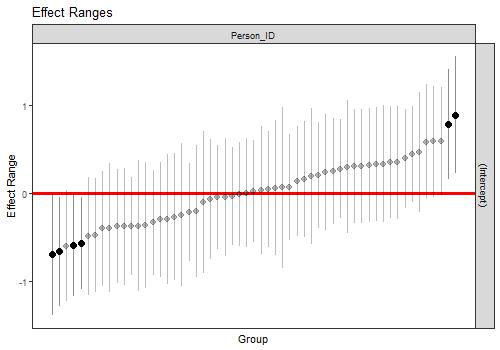 Effect Ranges
Person_ID
Effect Range
1
0
-1
(Intercept)
Group